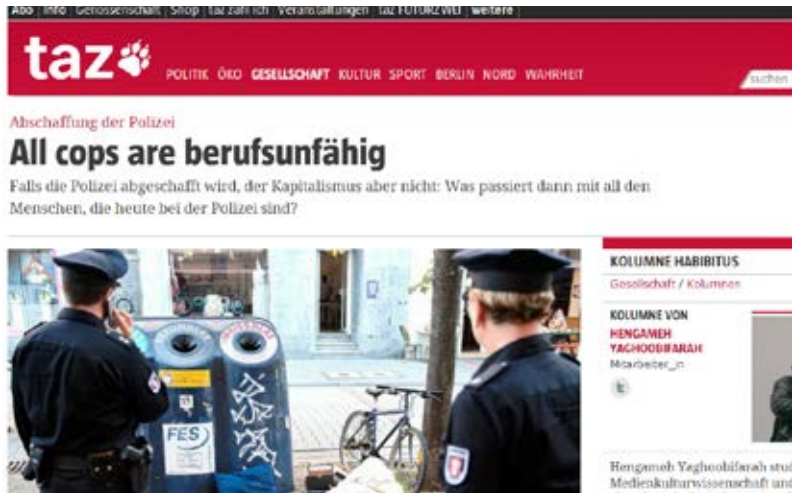 Abo Info Genossenschaft Shop taz zahl ich Veranstaltungen taz FUTURZWEI weitere
taz
POLITIK ÖKO GESELLSCHAFT KULTUR SPORT BERLIN NORD WAHRHEIT
suchen
Abschaffung der Polizei
All cops are berufsunfähig
Falls die Polizei abgeschafft wird, der Kapitalismus aber nicht: Was passiert dann mit all den
Menschen, die heute bei der Polizei sind?
KOLUMNE HABIBITUS
Gesellschaft / Kolumnen
KOLUMNE VON
HENGAMEH
YAGHOOBIFARAH
Mitarbeiter_in
FES
Hengameh Yaghoobifarah stud
Medienkulturwissenschaft und